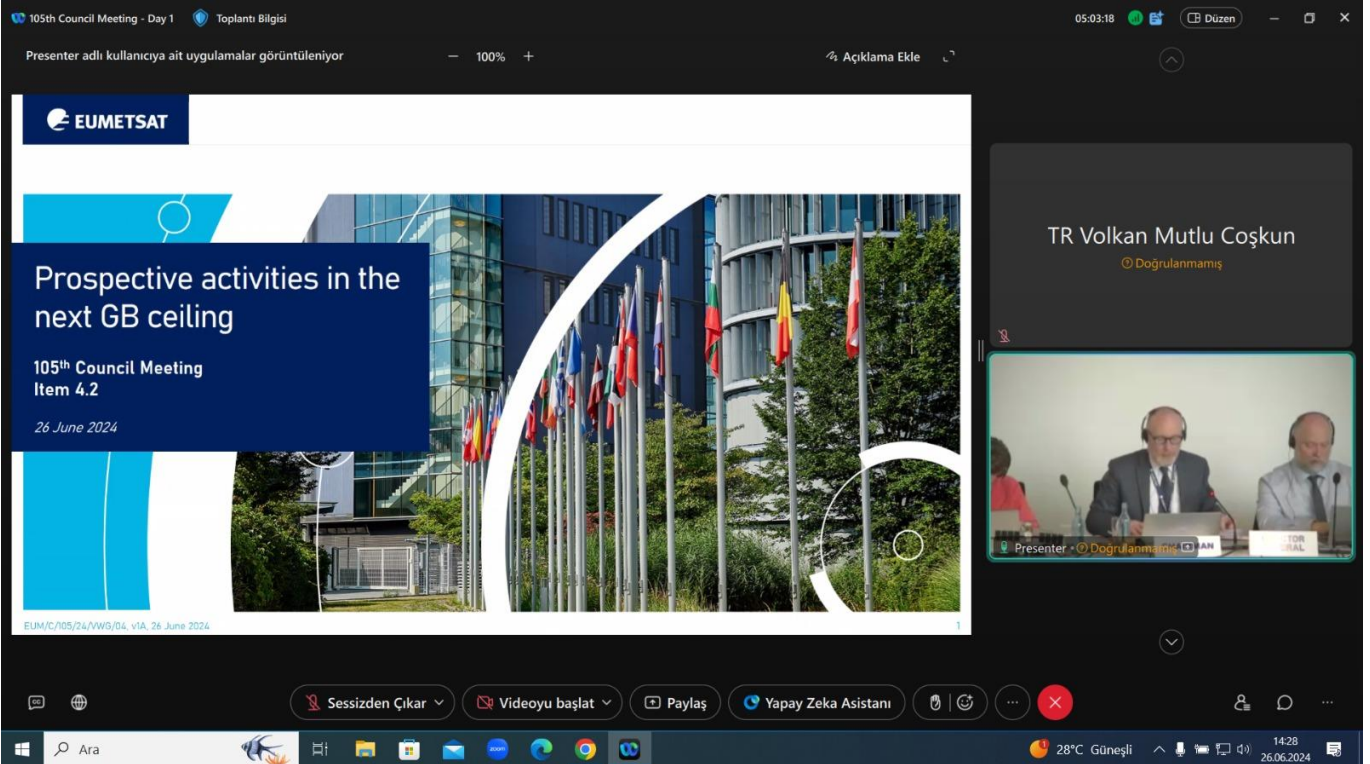 105th Council Meeting - Day 1
Toplantı Bilgisi
05:03:18
Düzen
Presenter adlı kullanıcıya ait uygulamalar görüntüleniyor
100%
Açıklama Ekle
EUMETSAT
Prospective activities in the
next GB ceiling
105th Council Meeting
Item 4.2
26 June 2024
EUM/C/105/24/VWG/04, v1A, 26 June 2024
1
TR Volkan Mutlu Coşkun
Doğrulanmamış
Presenter
Doğrulanmamış
Sessizden Çıkar
Videoyu başlat
Paylaş
Yapay Zeka Asistanı
Ara
zoom
28°C Güneşli
14:28
26.06.2024